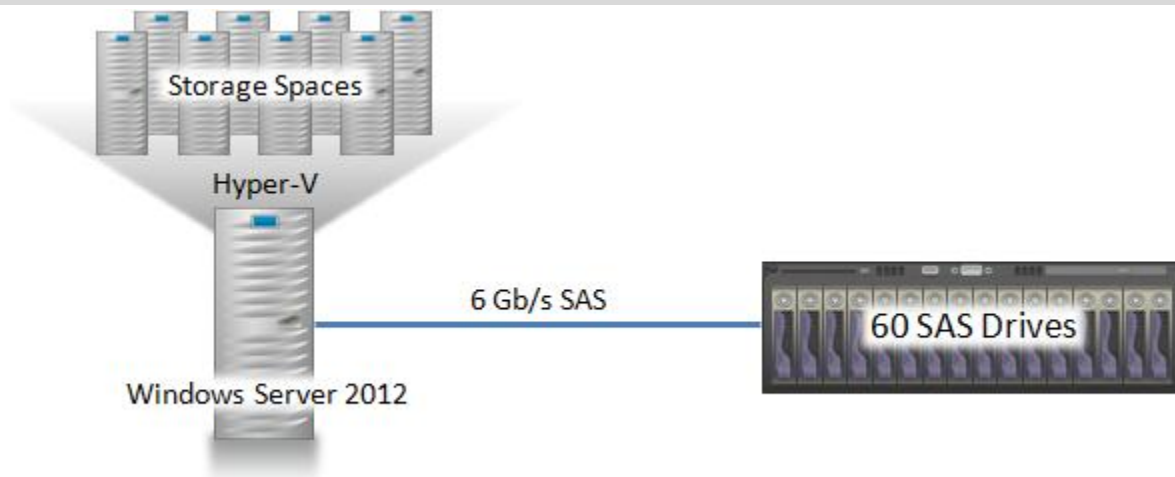 Storage Spaces
Hyper-V
6 Gb/s SAS
60 SAS Drives
Windows Server 2012